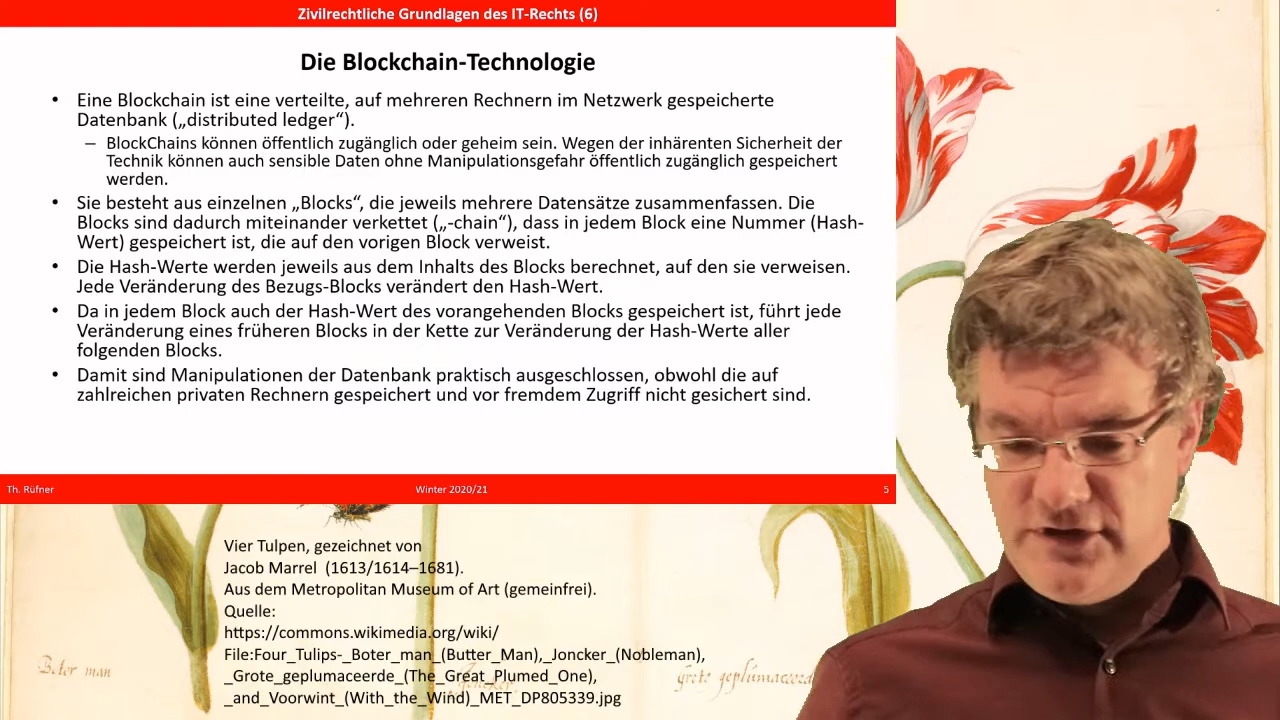 Zivilrechtliche Grundlagen des IT-Rechts (6)
Die Blockchain-Technologie
• Eine Blockchain ist eine verteilte, auf mehreren Rechnern im Netzwerk gespeicherte
Datenbank („distributed ledger“).
– BlockChains können öffentlich zugänglich oder geheim sein. Wegen der inhärenten Sicherheit der
Technik können auch sensible Daten ohne Manipulationsgefahr öffentlich zugänglich gespeichert
werden.
• Sie besteht aus einzelnen „Blocks“, die jeweils mehrere Datensätze zusammenfassen. Die
Blocks sind dadurch miteinander verkettet („-chain“), dass in jedem Block eine Nummer (Hash-
Wert) gespeichert ist, die auf den vorigen Block verweist.
• Die Hash-Werte werden jeweils aus dem Inhalts des Blocks berechnet, auf den sie verweisen.
Jede Veränderung des Bezugs-Blocks verändert den Hash-Wert.
• Da in jedem Block auch der Hash-Wert des vorangehenden Blocks gespeichert ist, führt jede
Veränderung eines früheren Blocks in der Kette zur Veränderung der Hash-Werte aller
folgenden Blocks.
• Damit sind Manipulationen der Datenbank praktisch ausgeschlossen, obwohl die auf
zahlreichen privaten Rechnern gespeichert und vor fremdem Zugriff nicht gesichert sind.
Th. Rüfner Winter 2020/21 5
Vier Tulpen, gezeichnet von
Jacob Marrel (1613/1614–1681).
Aus dem Metropolitan Museum of Art (gemeinfrei).
Quelle:
https://commons.wikimedia.org/wiki/
File:Four_Tulips-_Boter_man_(Butter_Man),_Joncker_(Nobleman),
_Grote_geplumaceerde_(The_Great_Plumed_One),
_and_Voorwint_(With_the_Wind)_MET_DP805339.jpg
Boter man
grote geplumaceerd